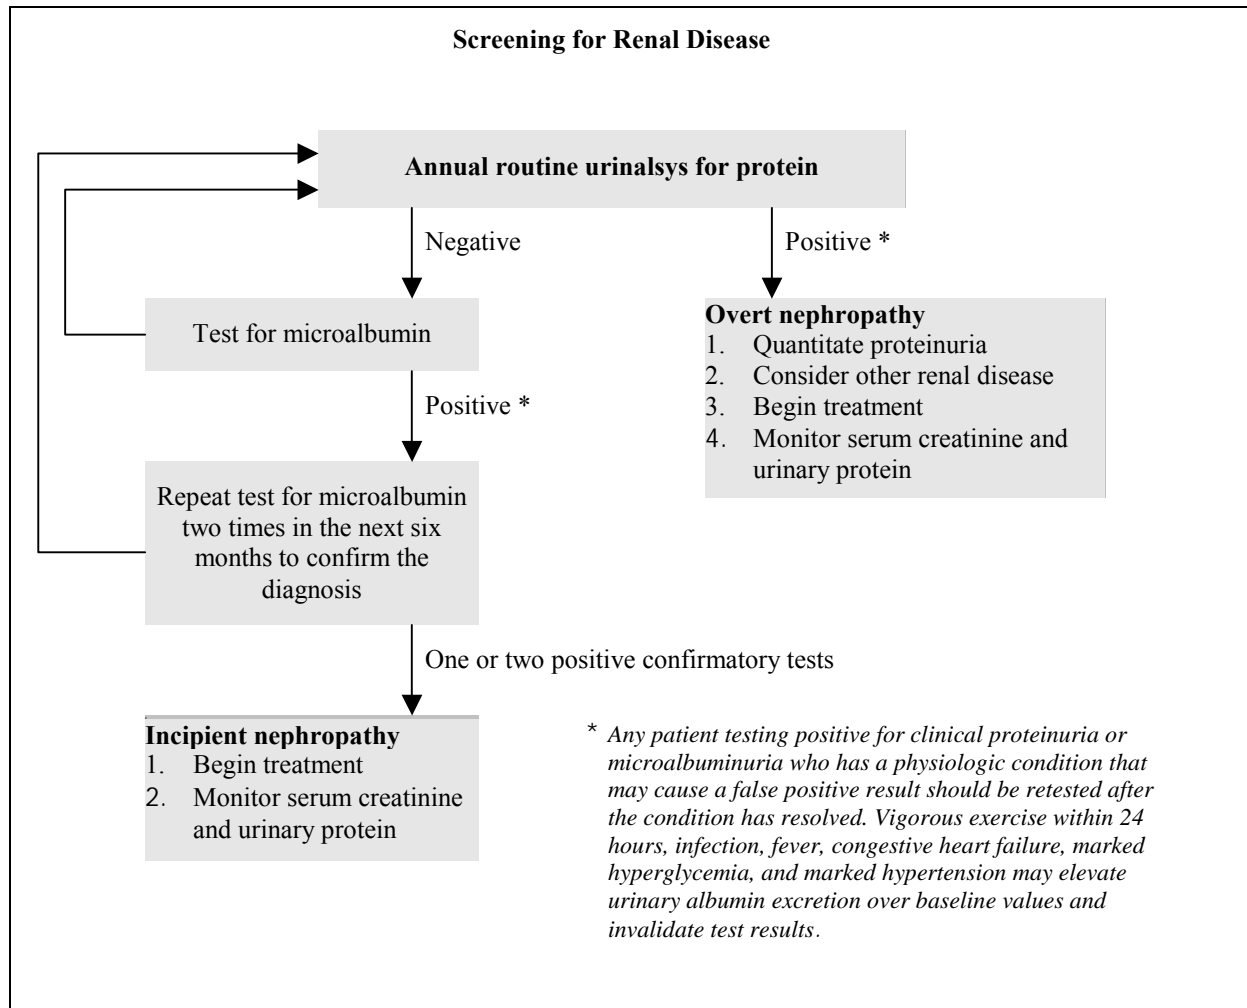 Screening for Renal Disease
Annual routine urinalsys for protein
Negative
Positive *
Test for microalbumin
Overt nephropathy
1. Quantitate proteinuria
2. Consider other renal disease
3. Begin treatment
4. Monitor serum creatinine and
urinary protein
Positive *
Repeat test for microalbumin
two times in the next six
months to confirm the
diagnosis
One or two positive confirmatory tests
Incipient nephropathy
1. Begin treatment
2. Monitor serum creatinine
and urinary protein
* Any patient testing positive for clinical proteinuria or
microalbuminuria who has a physiologic condition that
may cause a false positive result should be retested after
the condition has resolved. Vigorous exercise within 24
hours, infection, fever, congestive heart failure, marked
hyperglycemia, and marked hypertension may elevate
urinary albumin excretion over baseline values and
invalidate test results.